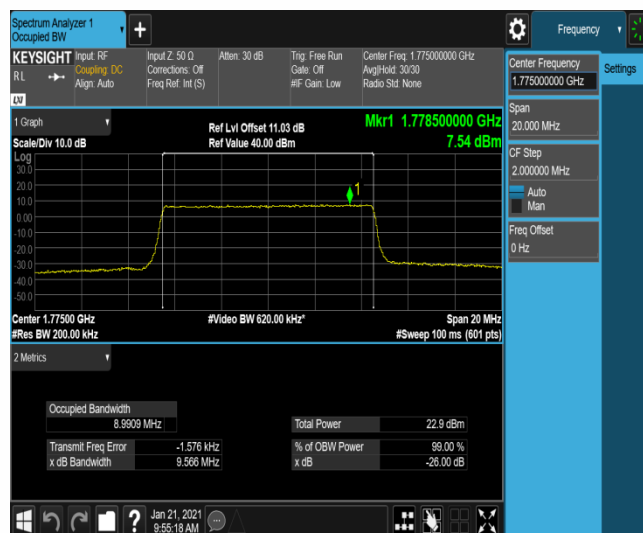 Spectrum Analyzer 1
Occupied BW
Frequency
KEYSIGHT
Input: RF
Coupling: DC
Align: Auto
RL
LXI
Input Z: 50 Ω
Corrections: Off
Freq Ref: Int (S)
Atten: 30 dB
Trig: Free Run
Gate: Off
#IF Gain: Low
Center Freq: 1.775000000 GHz
Avg|Hold: 30/30
Radio Std: None
Center Frequency
1.775000000 GHz
Settings
Span
20.000 MHz
CF Step
2.000000 MHz
Auto
Man
Freq Offset
0 Hz
1 Graph
Scale/Div 10.0 dB
Ref Lvl Offset 11.03 dB
Ref Value 40.00 dBm
Mkr1 1.778500000 GHz
7.54 dBm
Log
30.0
20.0
10.0
0.00
-10.0
-20.0
-30.0
-40.0
-50.0
1
Center 1.77500 GHz
#Res BW 200.00 kHz
#Video BW 620.00 kHz*
Span 20 MHz
#Sweep 100 ms (601 pts)
2 Metrics
Occupied Bandwidth
8.9909 MHz
Total Power 22.9 dBm
Transmit Freq Error -1.576 kHz
% of OBW Power 99.00 %
x dB Bandwidth 9.566 MHz
x dB -26.00 dB
?
Jan 21, 2021
9:55:18 AM